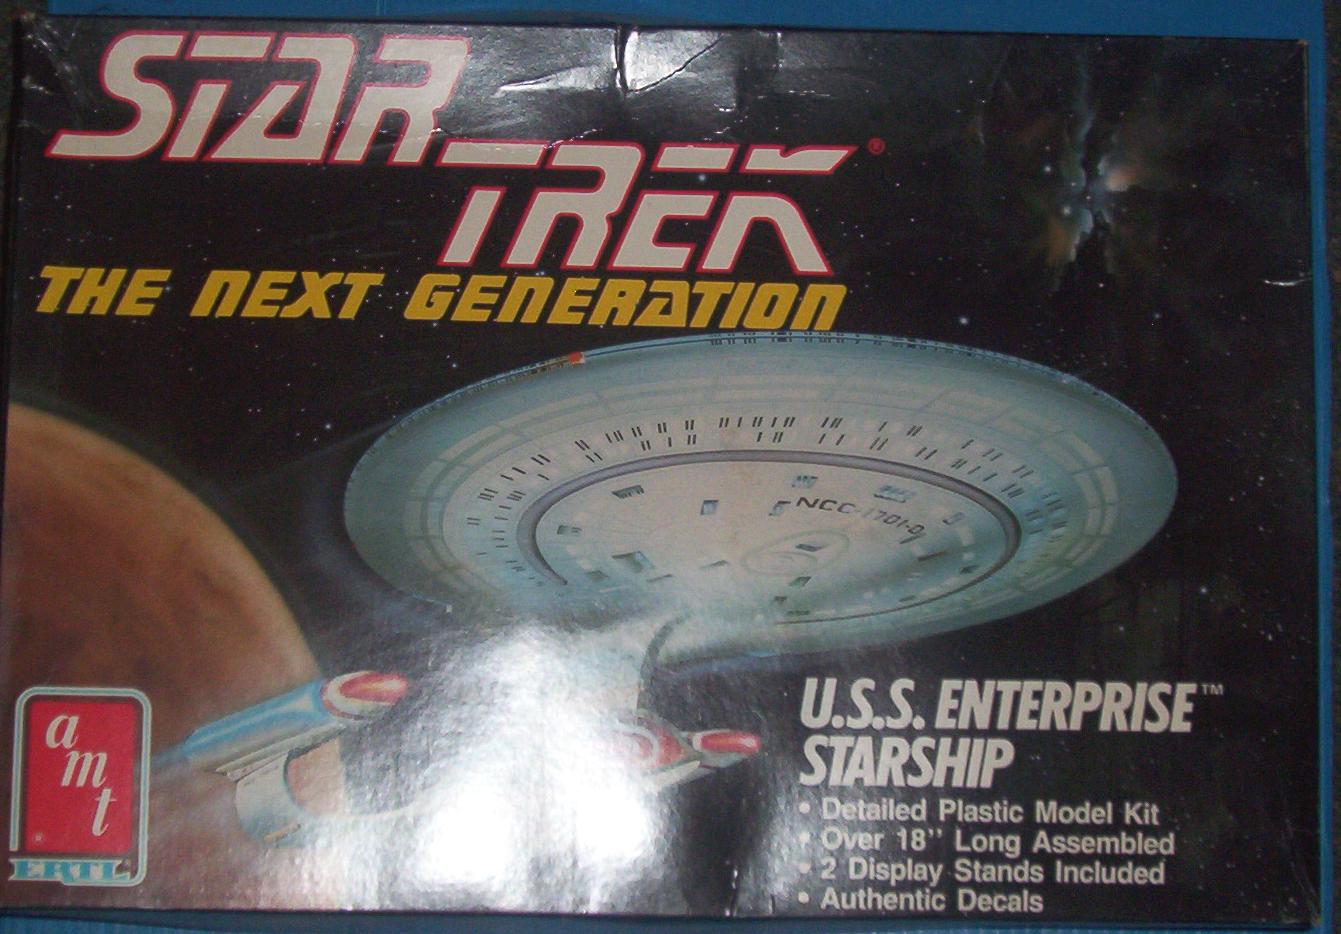 STAR
TREK®
THE NEXT GENERATION
NCC-1701-D
U.S.S. ENTERPRISE™
STARSHIP
• Detailed Plastic Model Kit
• Over 18" Long Assembled
• 2 Display Stands Included
• Authentic Decals
amt
®
ERTL